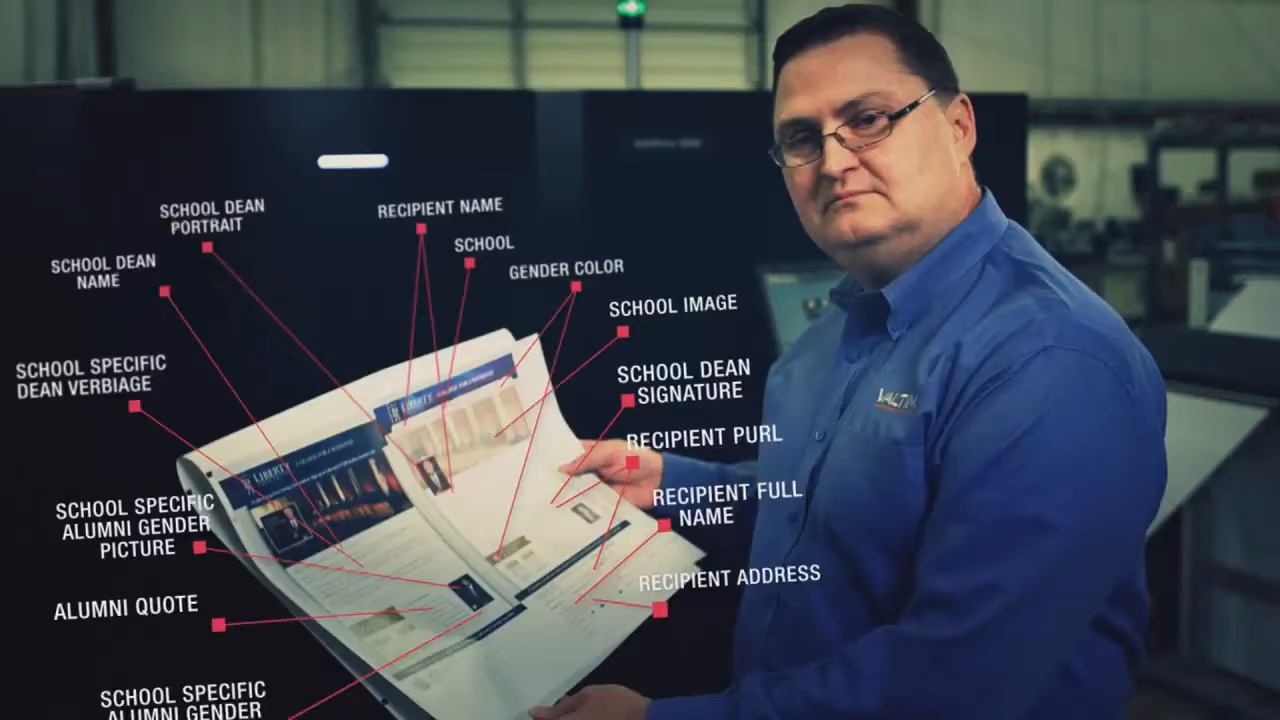 SCHOOL DEAN
PORTRAIT
RECIPIENT NAME
SCHOOL
SCHOOL DEAN
NAME
GENDER COLOR
SCHOOL IMAGE
SCHOOL SPECIFIC
DEAN VERBIAGE
SCHOOL DEAN
SIGNATURE
RECIPIENT PURL
LIBERTY
LIBERTY
SCHOOL SPECIFIC
ALUMNI GENDER
PICTURE
RECIPIENT FULL
NAME
RECIPIENT ADDRESS
ALUMNI QUOTE
SCHOOL SPECIFIC
ALUMNI GENDER